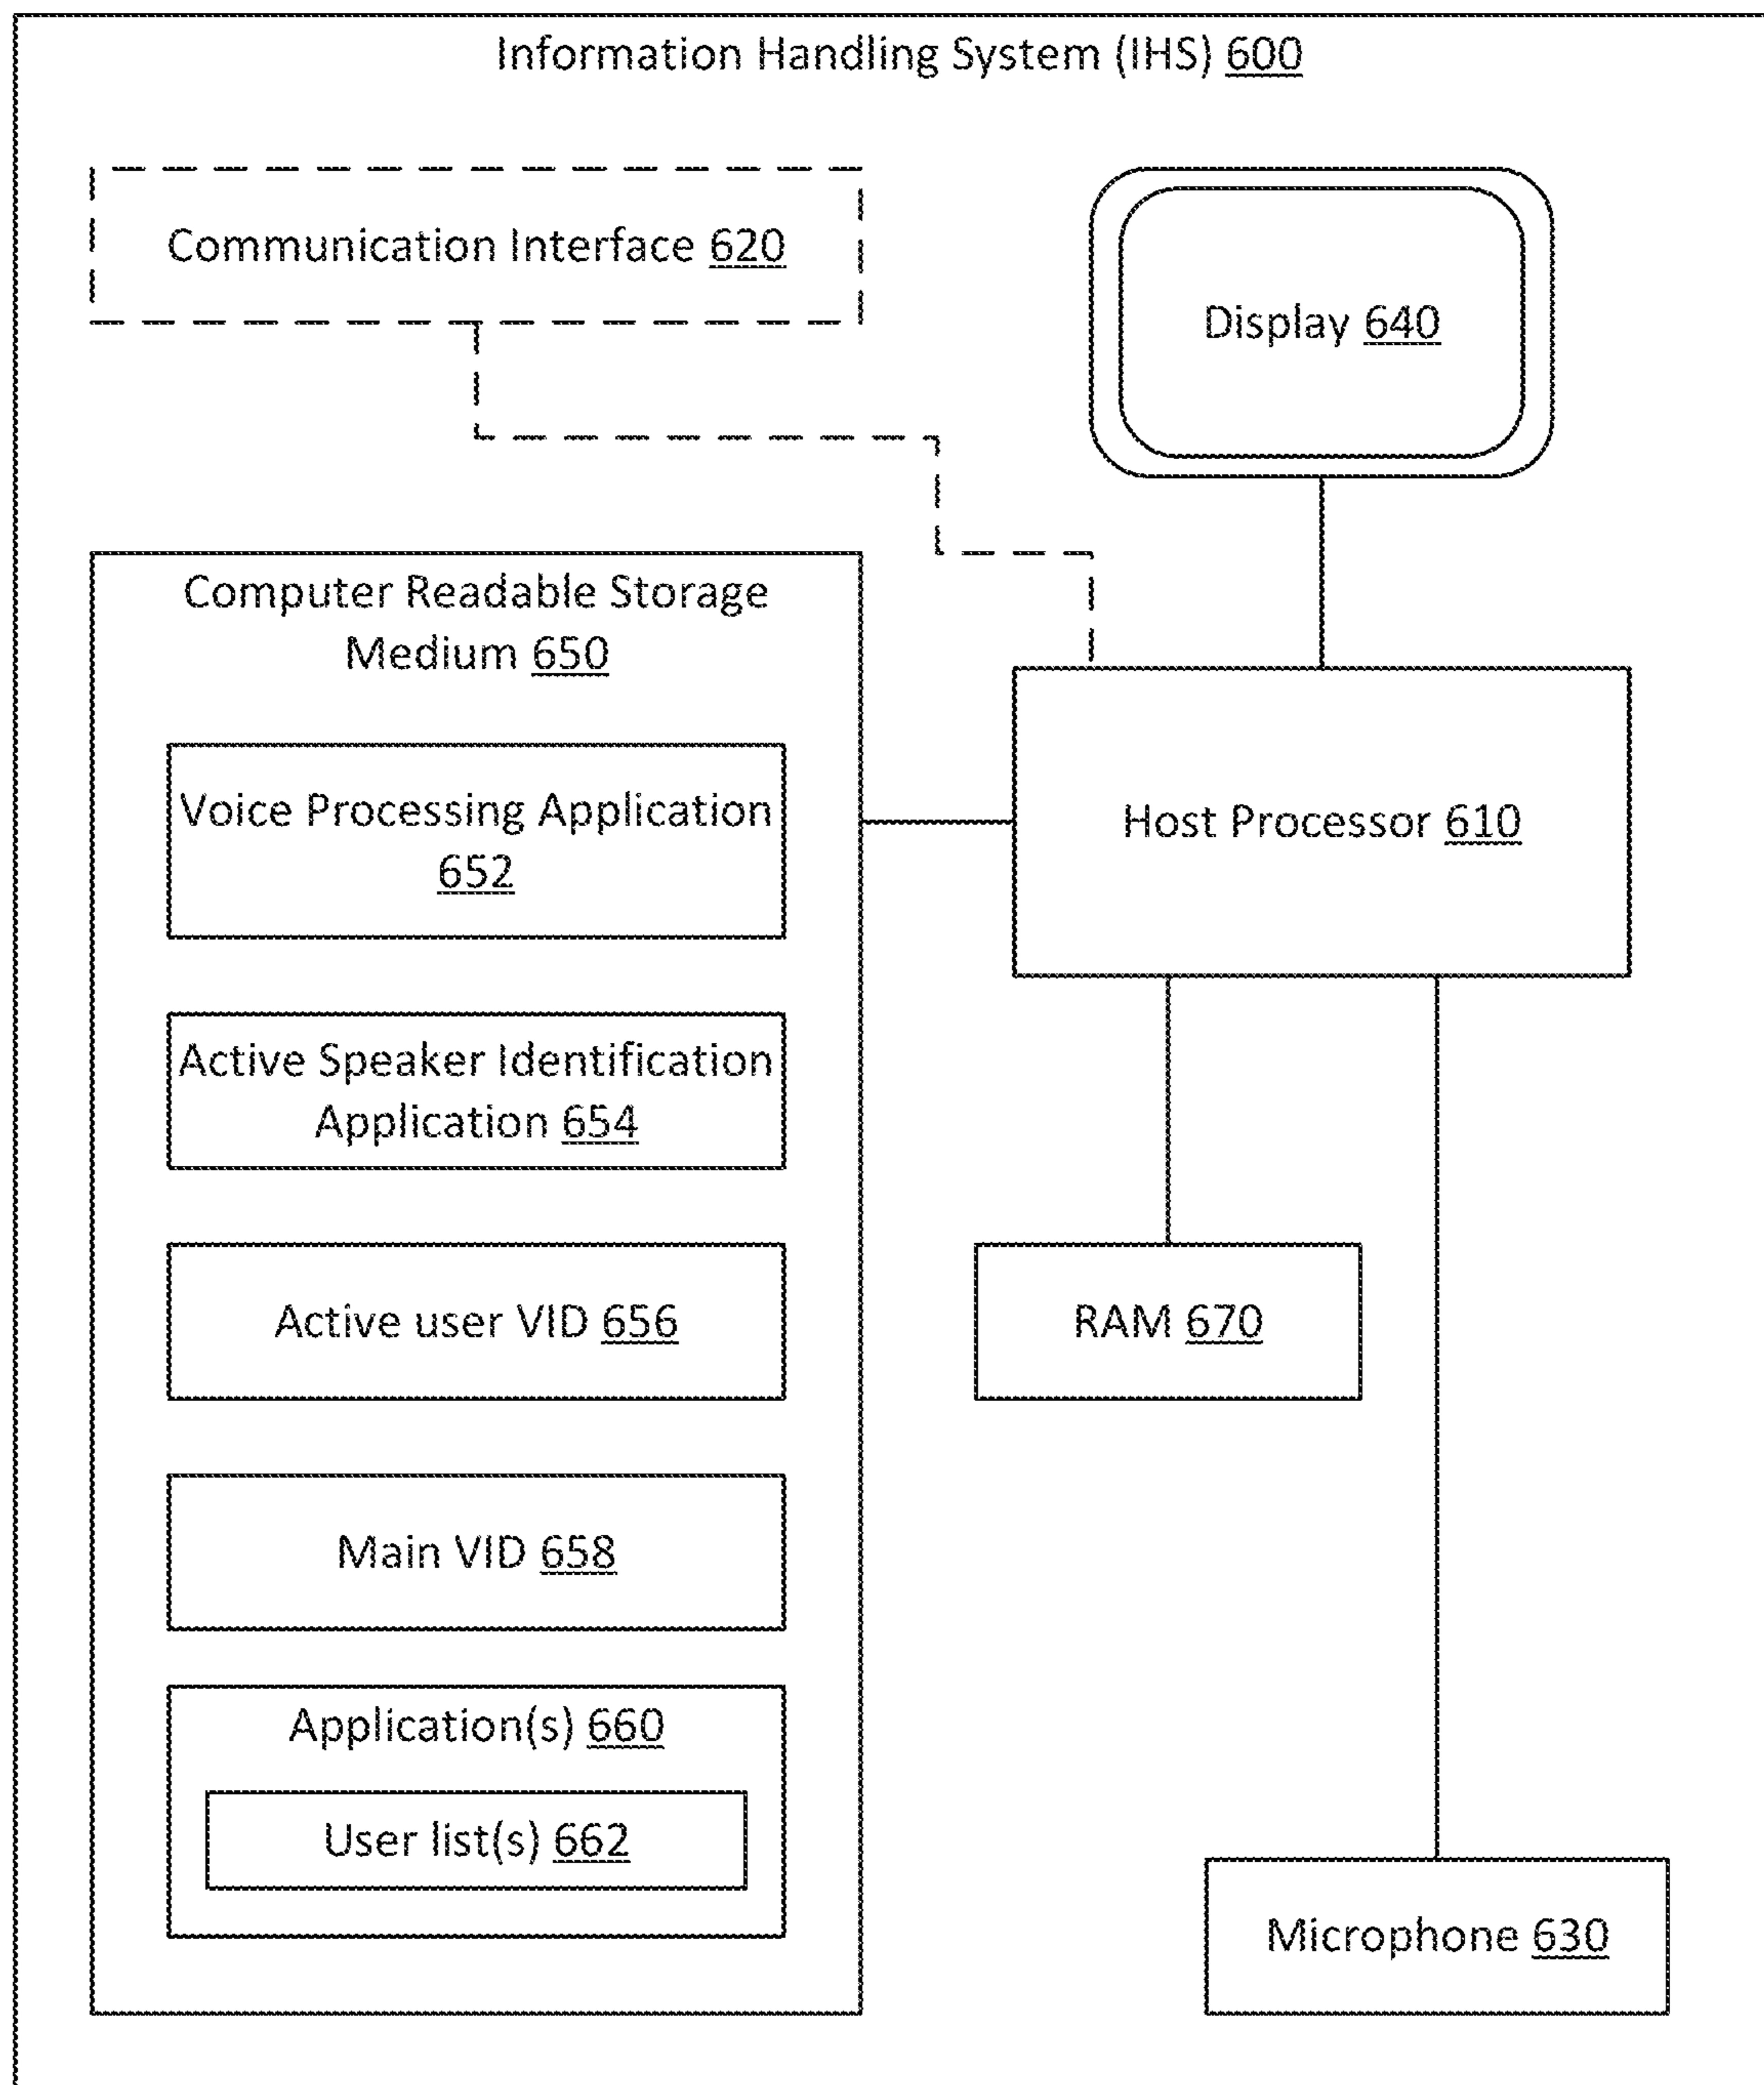 Information Handling System (IHS) 600
Communication Interface 620
Display 640
Computer Readable Storage
Medium 650
Voice Processing Application
652
Host Processor 610
Active Speaker Identification
Application 654
Active user VID 656
RAM 670
Main VID 658
Application(s) 660
User list(s) 662
Microphone 630